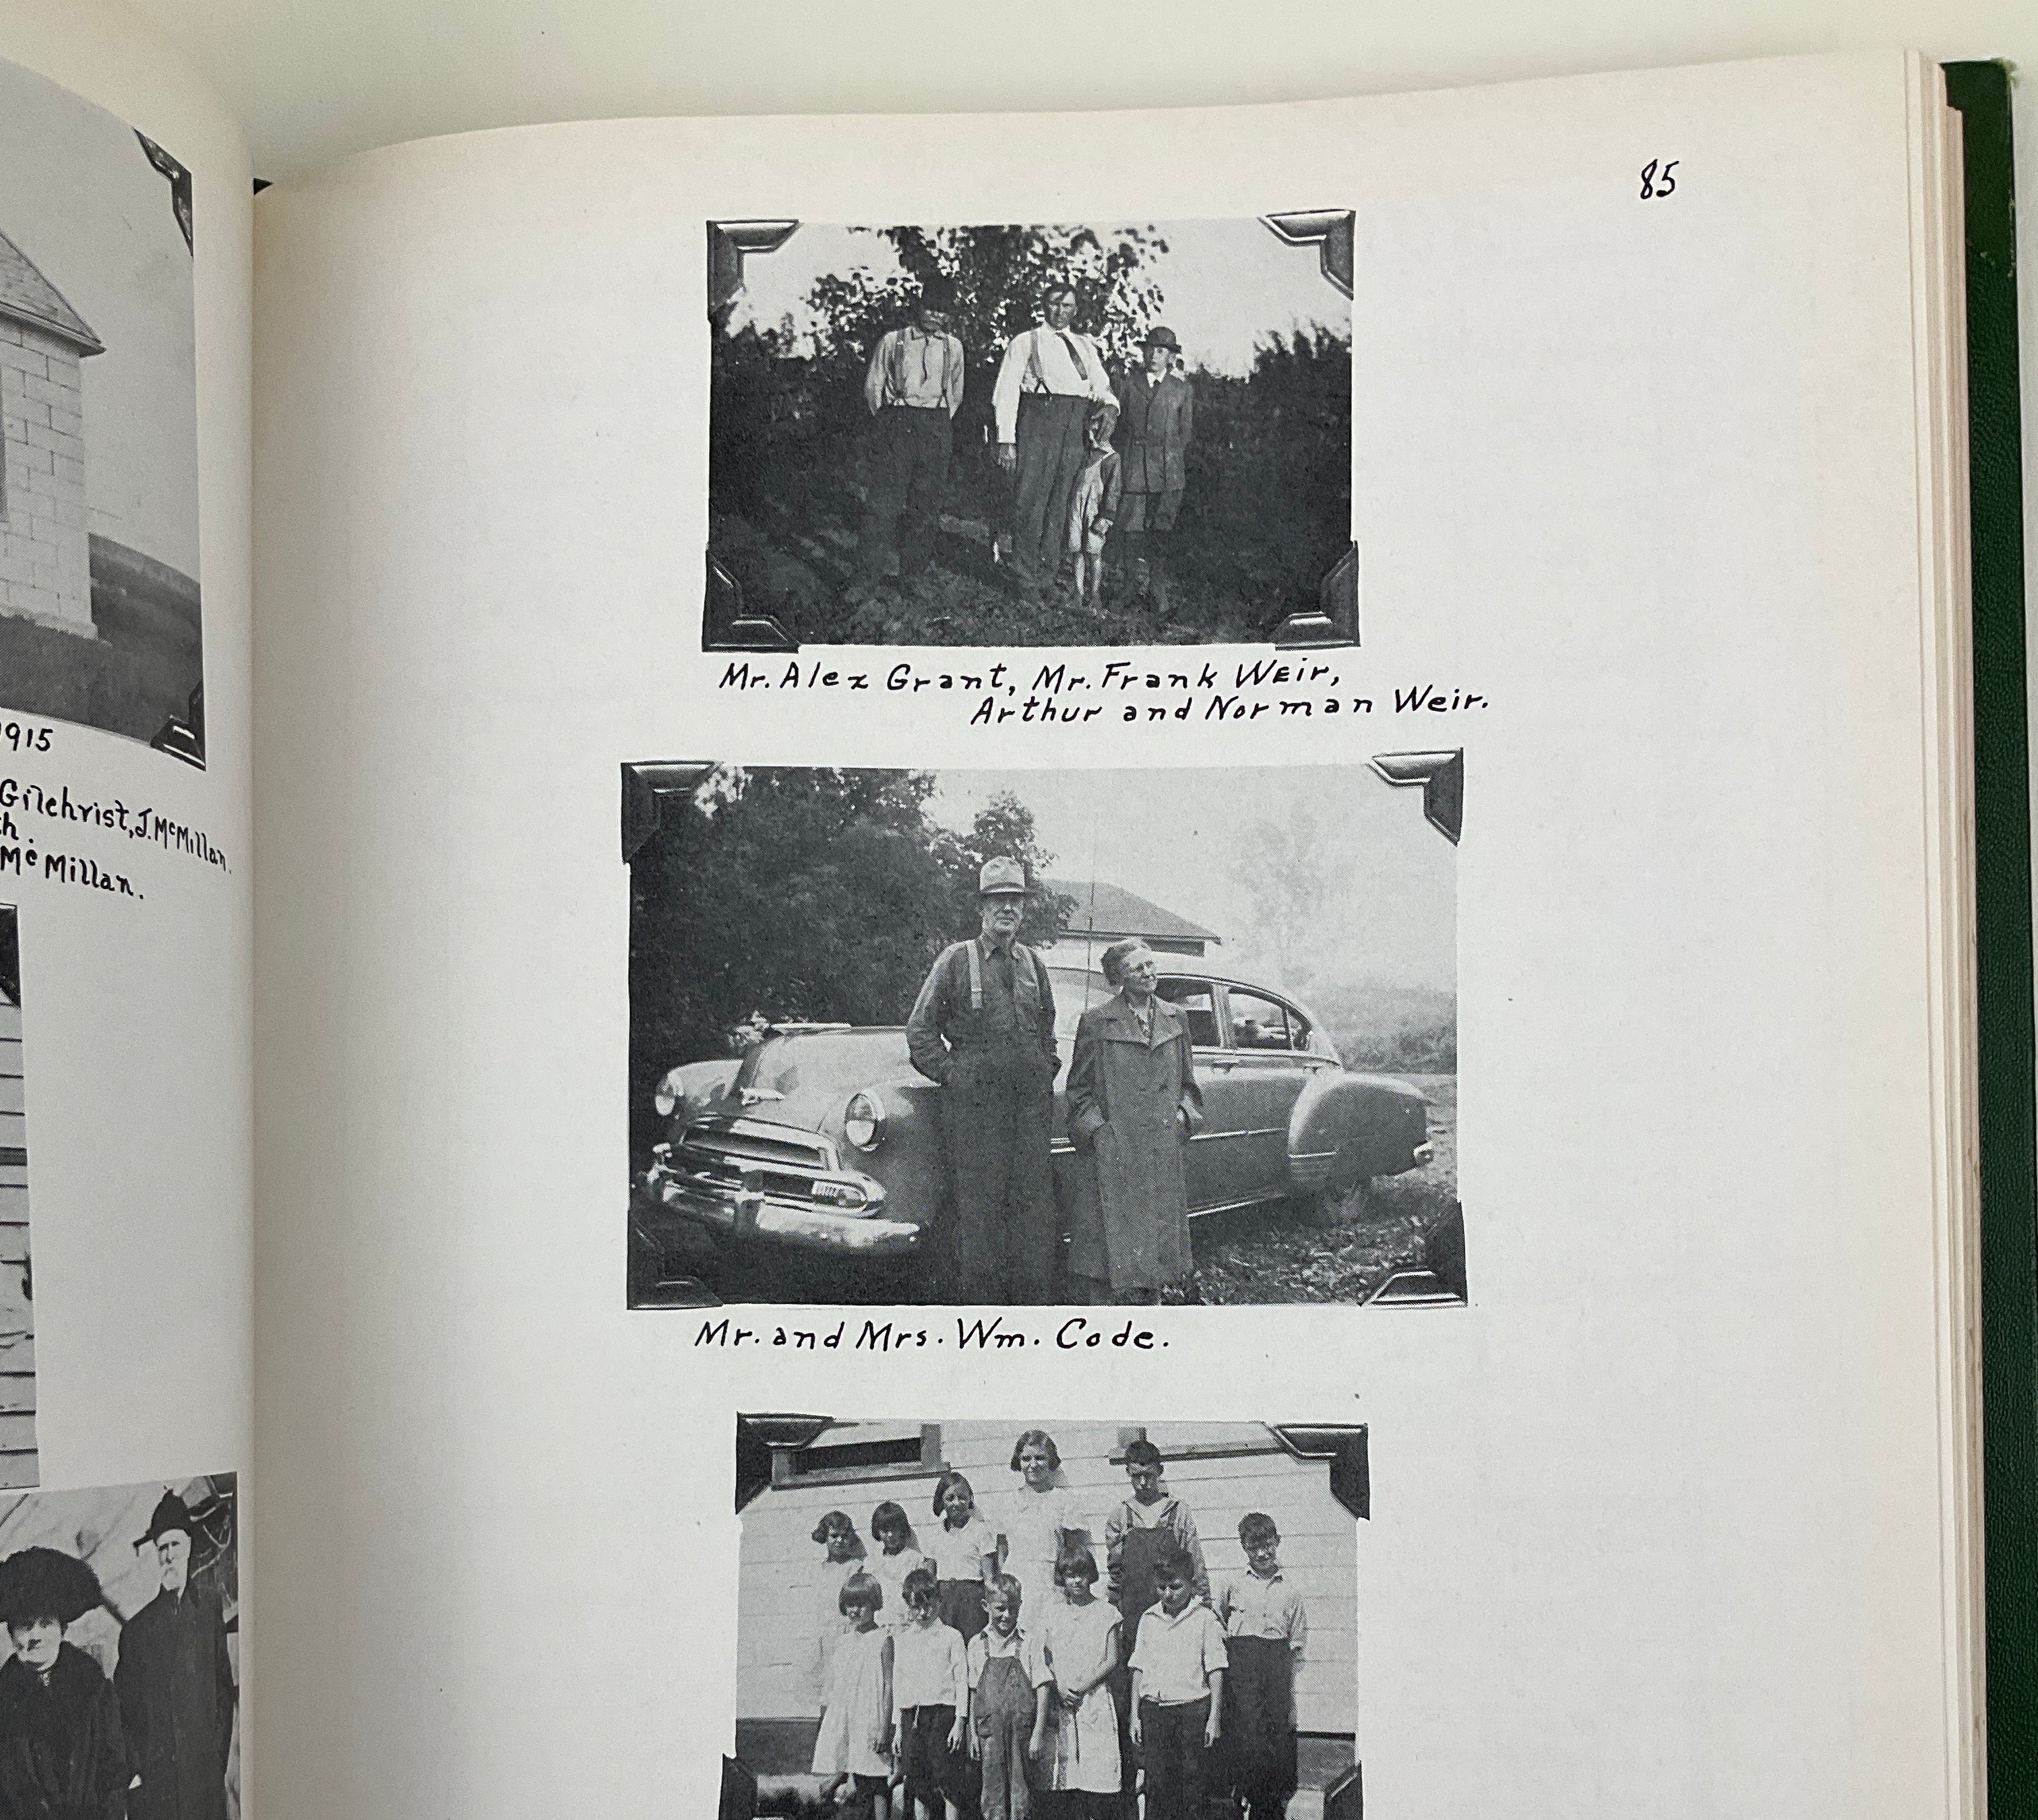 1915
Gilchrist, J. McMillan.
h.
McMillan.
85
Mr. Alex Grant, Mr. Frank Weir,
Arthur and Norman Weir.
Mr. and Mrs. Wm. Code.